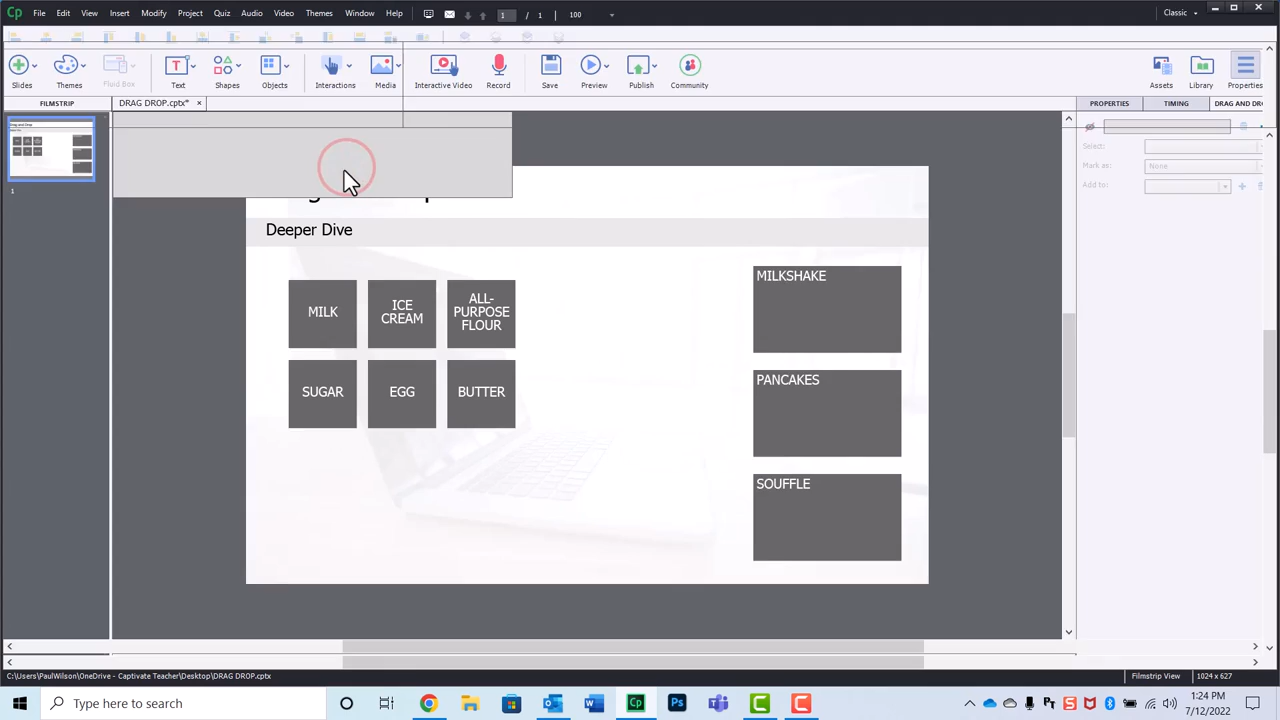 Cp File Edit View Insert Modify Project Quiz Audio Video Themes Window Help 1 / 1 100 Classic
Slides Themes Fluid Box Text Shapes Objects Interactions Media Interactive Video Record Save Preview Publish Community Assets Library Properties
FILMSTRIP DRAG DROP.cptx* × PROPERTIES TIMING
Select:
Mark as: None
Add to:
1
Deeper Dive
MILK
ICE
CREAM
ALL-
PURPOSE
FLOUR
SUGAR
EGG
BUTTER
MILKSHAKE
PANCAKES
SOUFFLE
C:\Users\PaulWilson\OneDrive - Captivate Teacher\Desktop\DRAG DROP.cptx Filmstrip View 1024 x 627
Type here to search
1:24 PM
7/12/2022